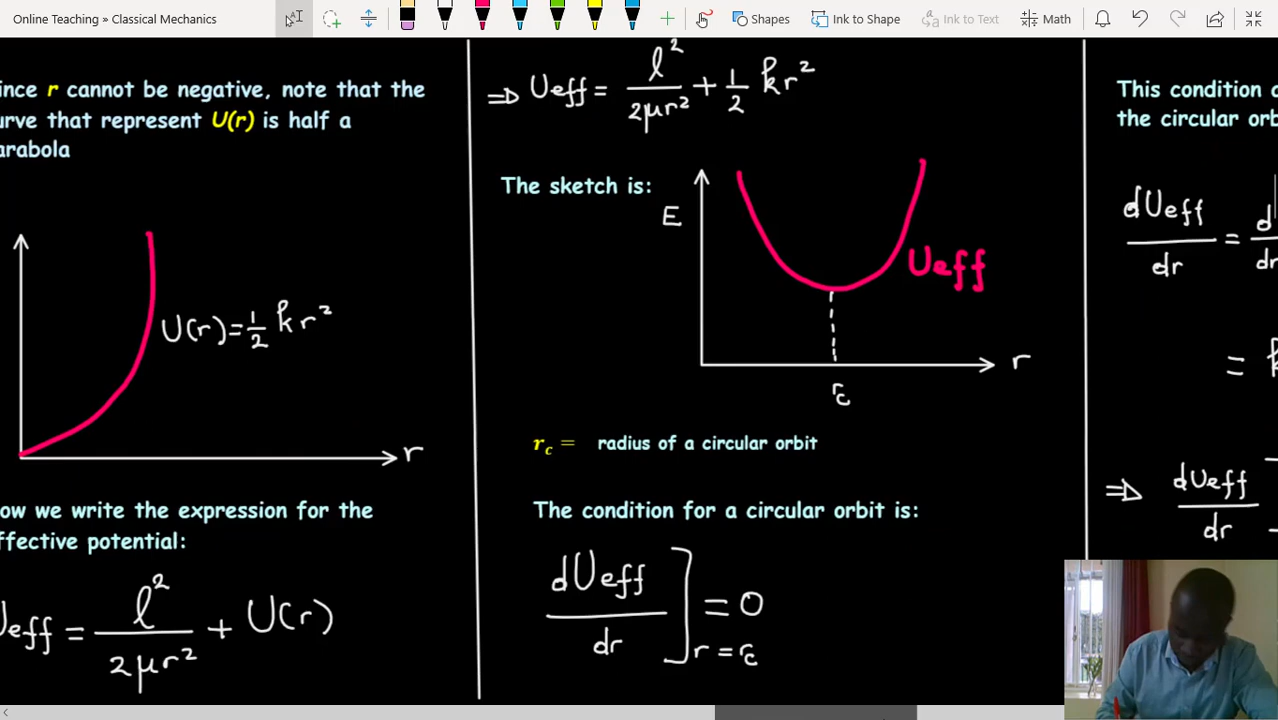 Online Teaching » Classical Mechanics
Shapes
Ink to Shape
Ink to Text
Math
ince r cannot be negative, note that the
urve that represent U(r) is half a
arabola
U(r) = 1/2 kr²
r
ow we write the expression for the
ffective potential:
Ueff = l²/2μr² + U(r)
⇒ Ueff = l²/2μr² + 1/2 kr²
The sketch is:
E
Ueff
r
rc
rc = radius of a circular orbit
The condition for a circular orbit is:
dUeff/dr]r = rc = 0
This condition
the circular orb
dUeff/dr = d/dr
= k
⇒ dUeff/dr